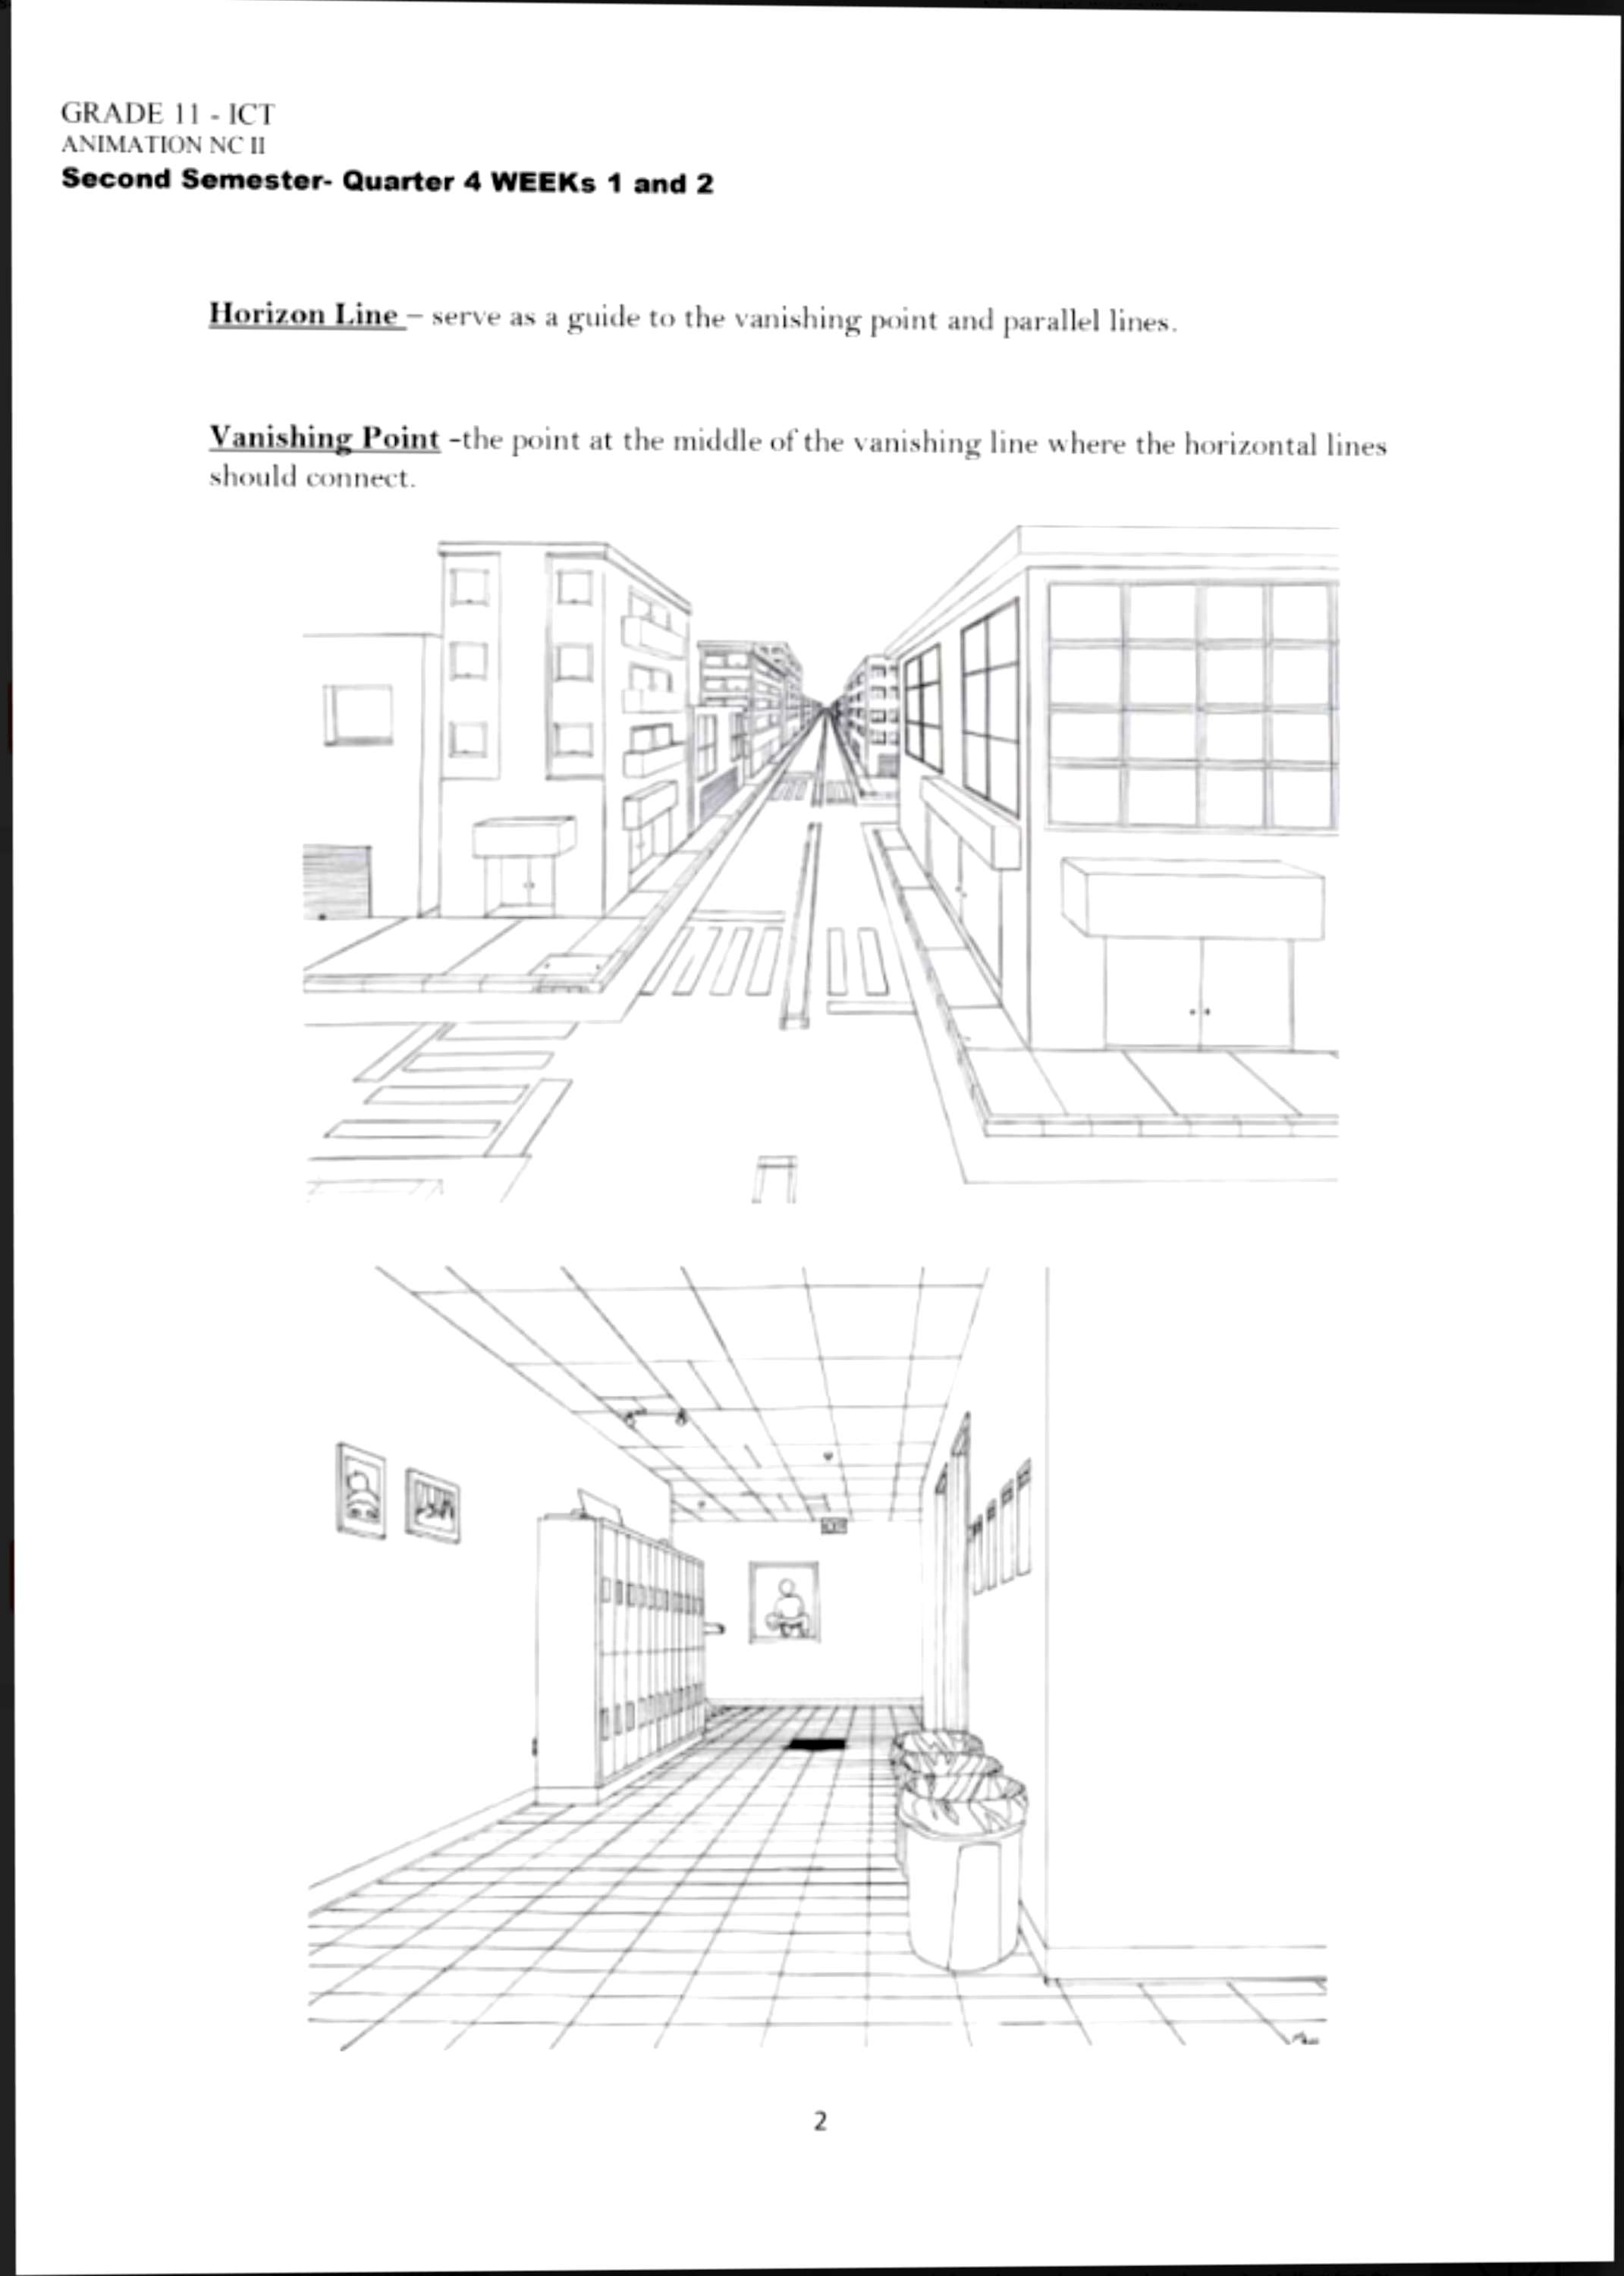 GRADE 11 - ICT
ANIMATION NC II
Second Semester- Quarter 4 WEEKs 1 and 2
Horizon Line – serve as a guide to the vanishing point and parallel lines.
Vanishing Point -the point at the middle of the vanishing line where the horizontal lines
should connect.
EXIT
2